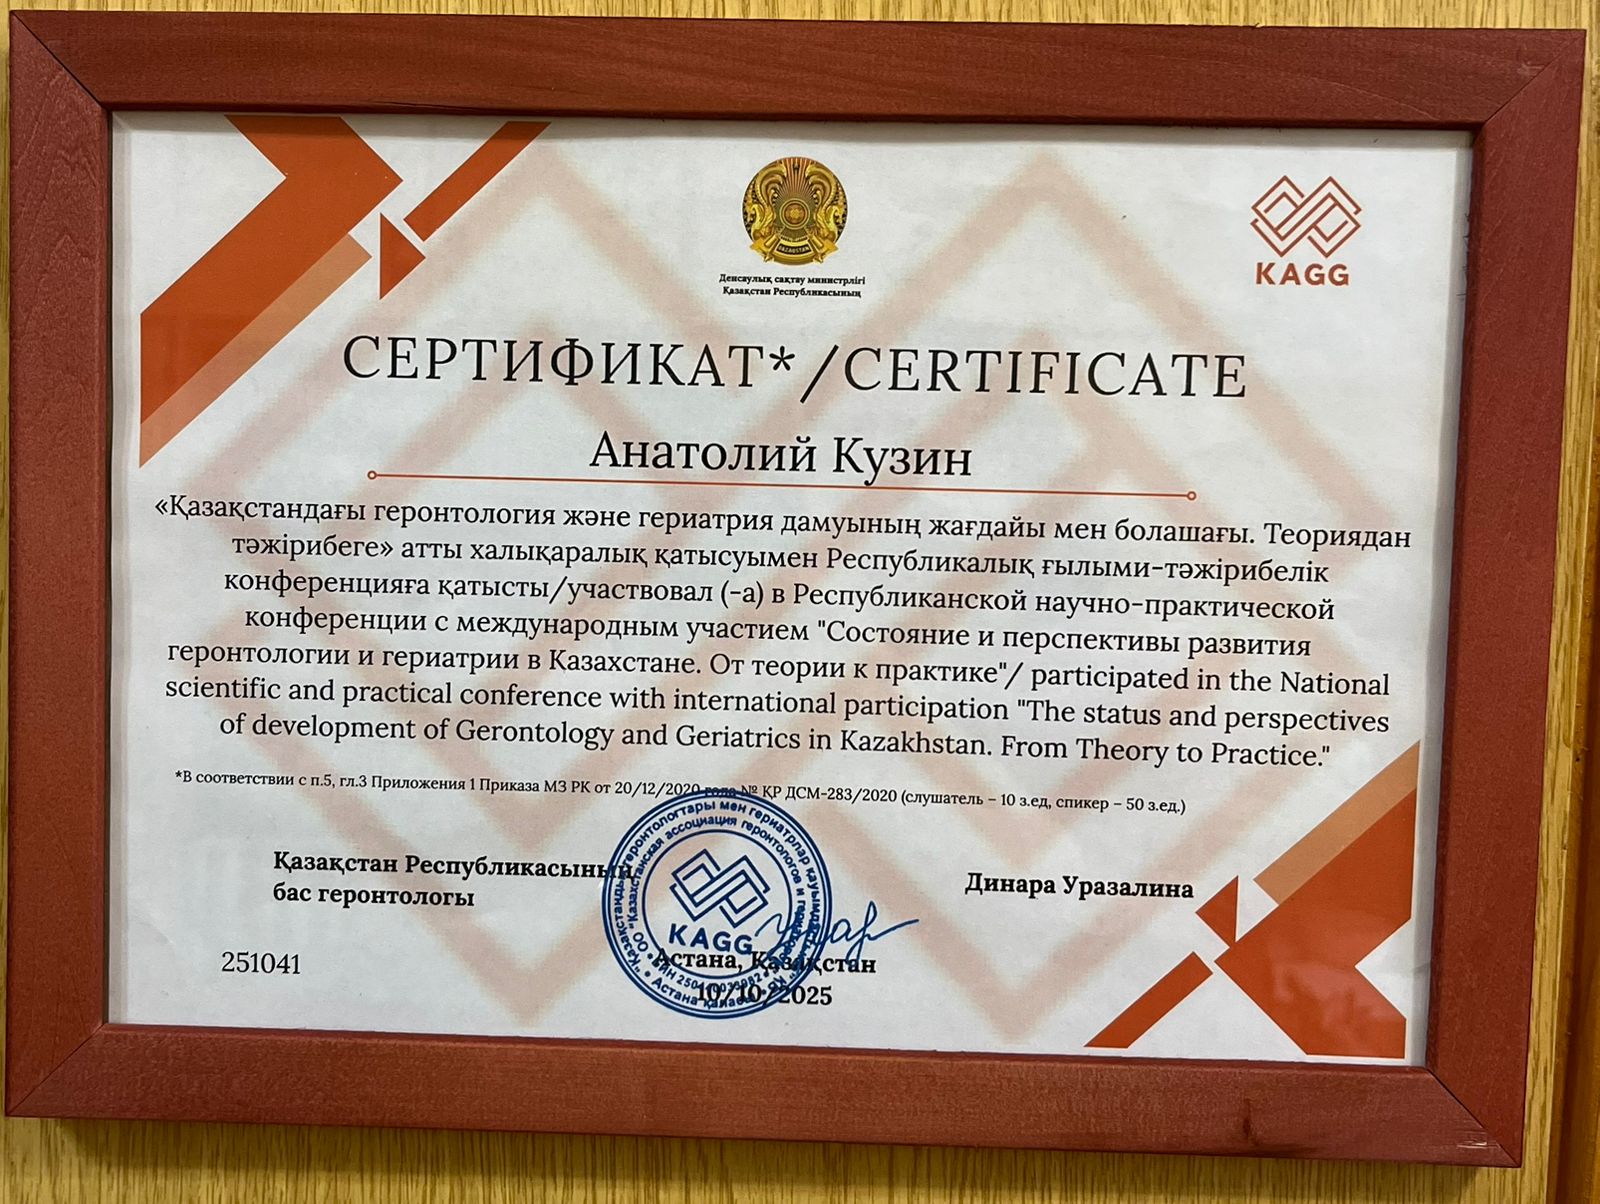 Денсаулық сақтау министрлігі
Қазақстан Республикасының
KAGG
СЕРТИФИКАТ* /CERTIFICATE
Анатолий Кузин
«Қазақстандағы геронтология және гериатрия дамуының жағдайы мен болашағы. Теориядан
тәжірибеге» атты халықаралық қатысуымен Республикалық ғылыми-тәжірибелік
конференцияға қатысты/участвовал (-а) в Республиканской научно-практической
конференции с международным участием "Состояние и перспективы развития
геронтологии и гериатрии в Казахстане. От теории к практике"/ participated in the National
scientific and practical conference with international participation "The status and perspectives
of development of Gerontology and Geriatrics in Kazakhstan. From Theory to Practice."
*В соответствии с п.5, гл.3 Приложения 1 Приказа МЗ РК от 20/12/2020 года № ҚР ДСМ-283/2020 (слушатель – 10 з.ед, спикер – 50 з.ед.)
Қазақстан Республикасының
бас геронтологы
Динара Уразалина
KAGG
251041
Астана, Казақстан
10/10/2025